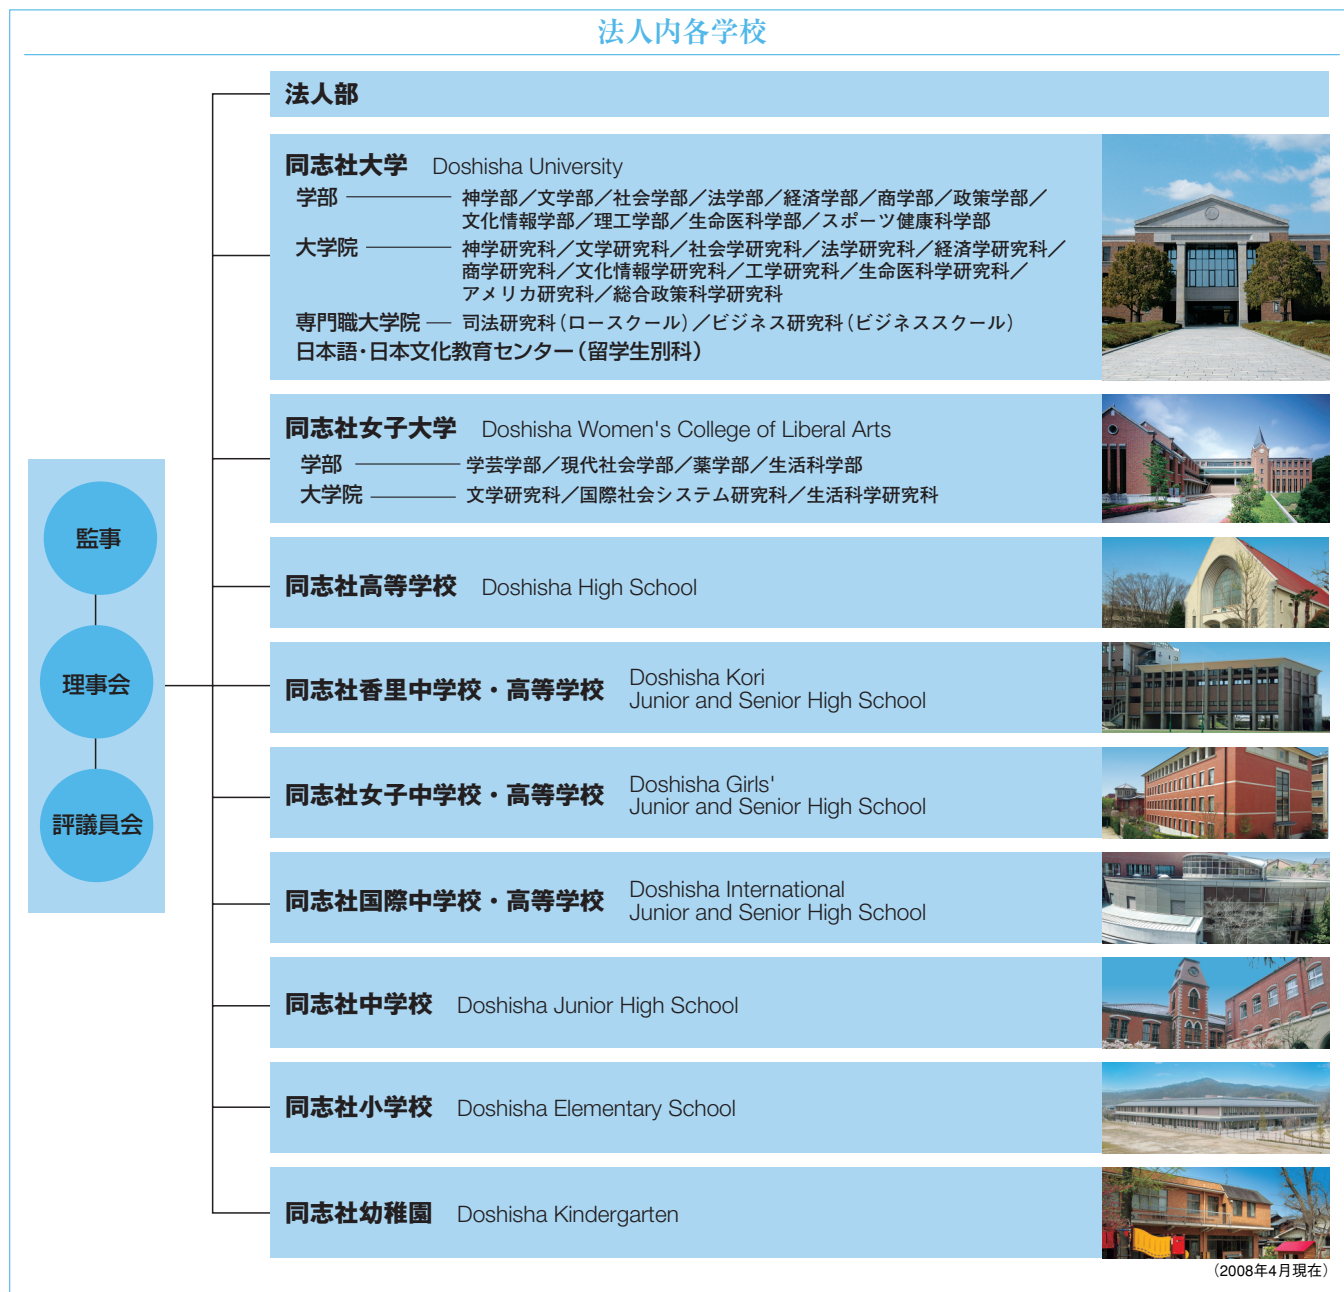 法人内各学校
法人部
同志社大学 Doshisha University
学部 神学部／文学部／社会学部／法学部／経済学部／商学部／政策学部／
文化情報学部／理工学部／生命医科学部／スポーツ健康科学部
大学院 神学研究科／文学研究科／社会学研究科／法学研究科／経済学研究科／
商学研究科／文化情報学研究科／工学研究科／生命医科学研究科／
アメリカ研究科／総合政策科学研究科
専門職大学院 司法研究科（ロースクール）／ビジネス研究科（ビジネススクール）
日本語・日本文化教育センター（留学生別科）
同志社女子大学 Doshisha Women's College of Liberal Arts
学部 学芸学部／現代社会学部／薬学部／生活科学部
大学院 文学研究科／国際社会システム研究科／生活科学研究科
監事
理事会
評議員会
同志社高等学校 Doshisha High School
同志社香里中学校・高等学校 Doshisha Kori
Junior and Senior High School
同志社女子中学校・高等学校 Doshisha Girls'
Junior and Senior High School
同志社国際中学校・高等学校 Doshisha International
Junior and Senior High School
同志社中学校 Doshisha Junior High School
同志社小学校 Doshisha Elementary School
同志社幼稚園 Doshisha Kindergarten
（2008年4月現在）